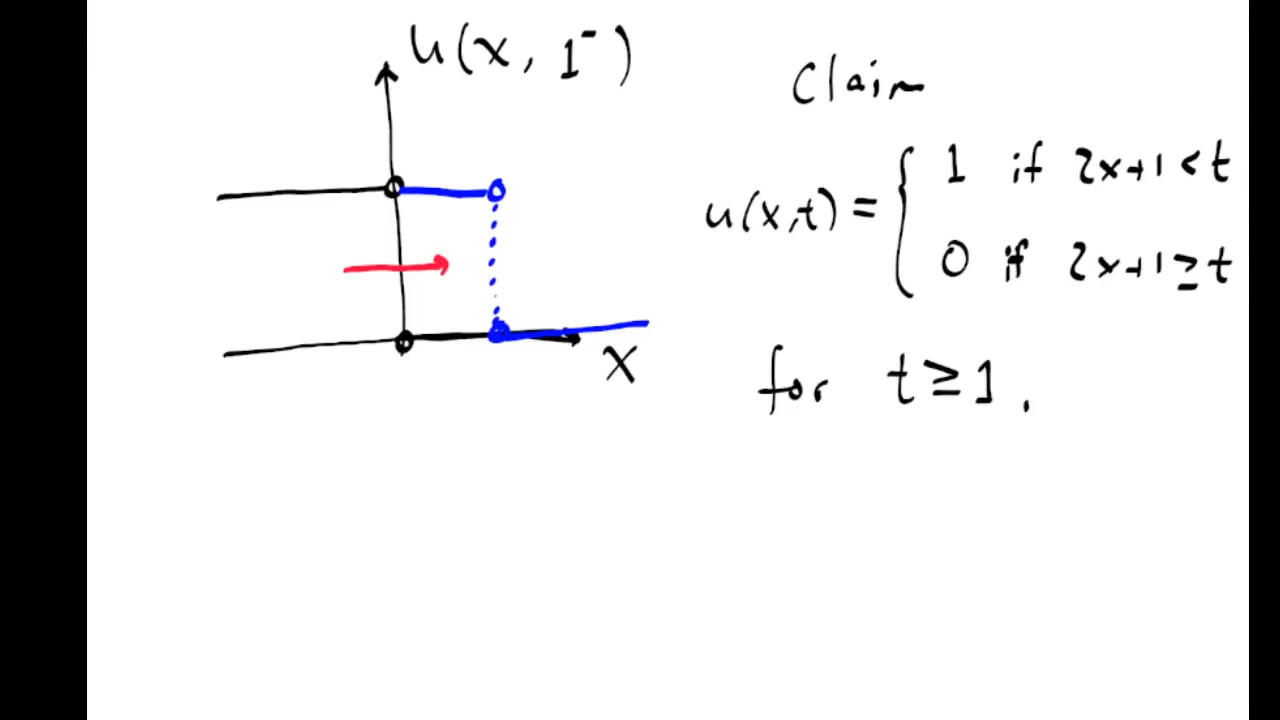 u(x, 1⁻)
Claim
u(x,t) = { 1 if 2x+1 < t
0 if 2x+1 ≥ t
x
for t ≥ 1.